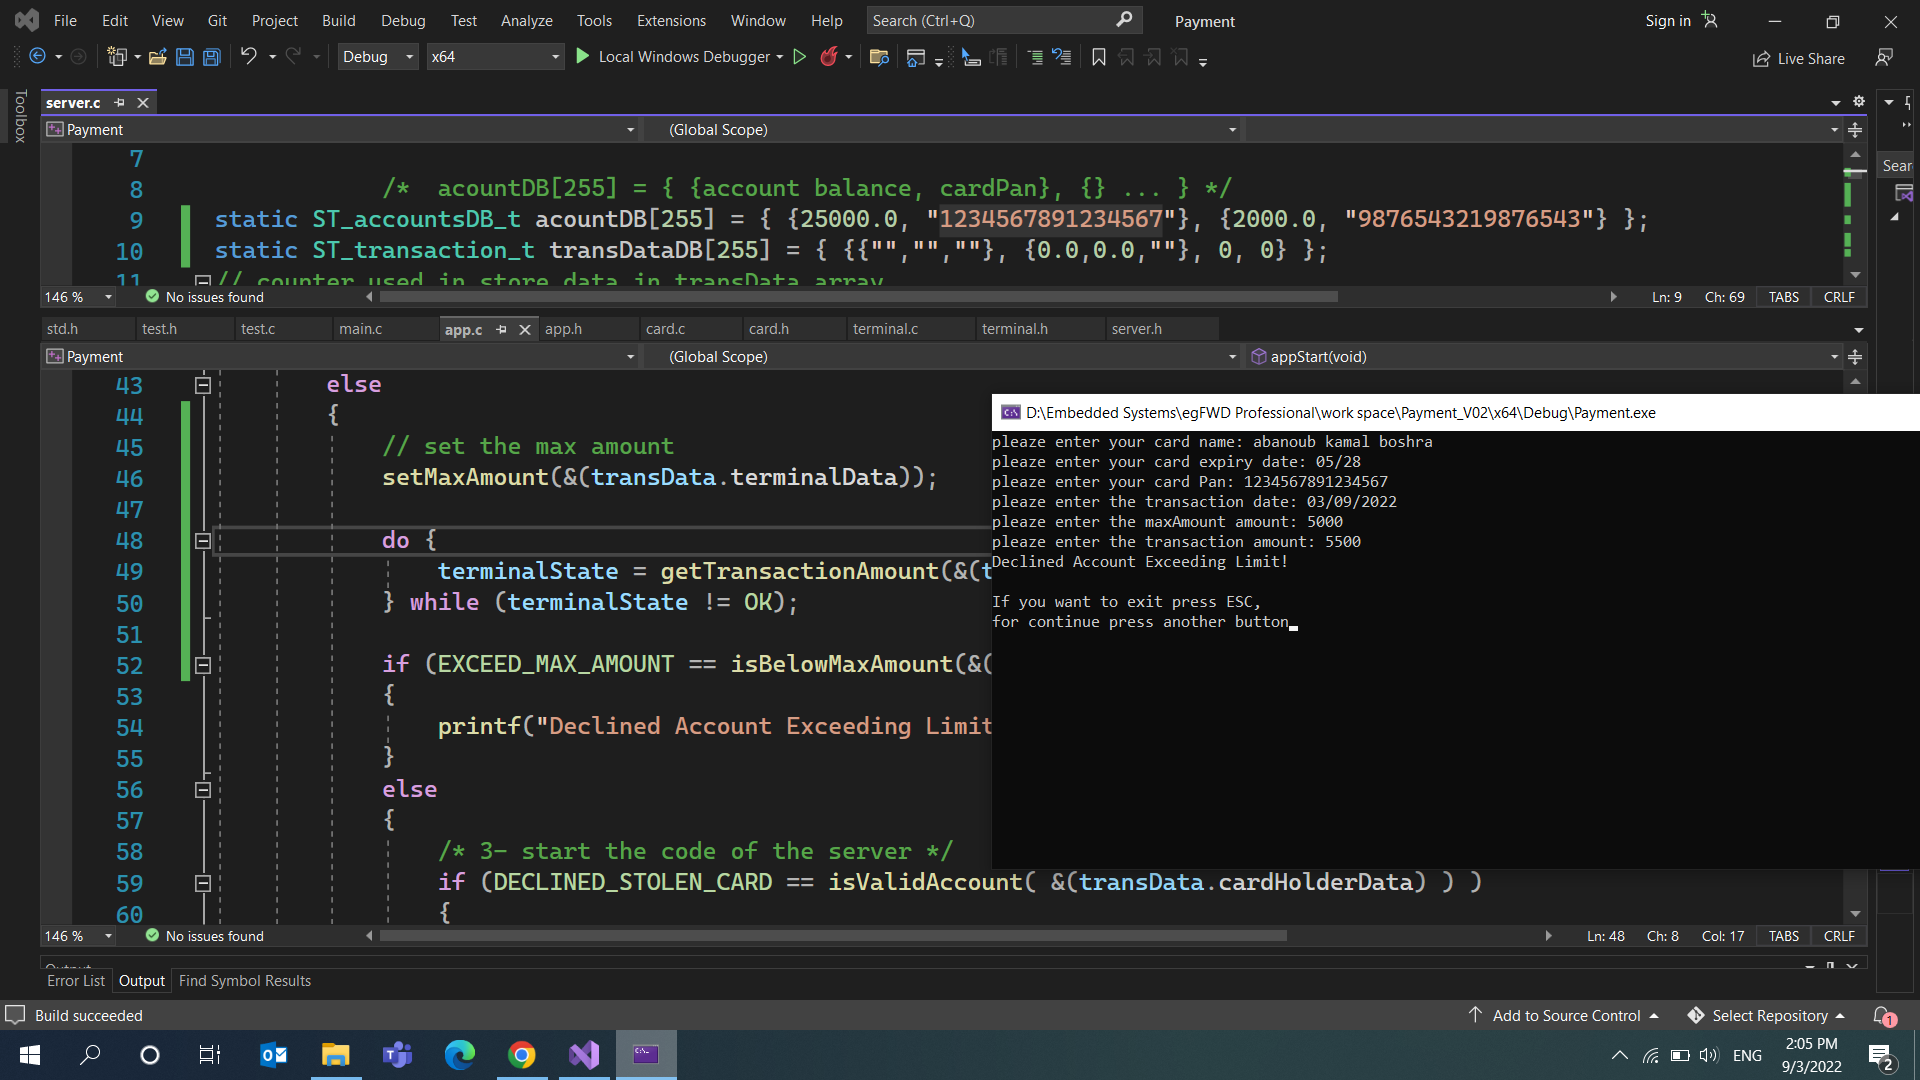 File Edit View Git Project Build Debug Test Analyze Tools Extensions Window Help Search (Ctrl+Q) Payment Sign in
Debug x64 Local Windows Debugger Live Share
Toolbox
server.c
Payment (Global Scope)
Sear
7
8 /*  acountDB[255] = { {account balance, cardPan}, {} ... } */
9 static ST_accountsDB_t acountDB[255] = { {25000.0, "1234567891234567"}, {2000.0, "9876543219876543"} };
10 static ST_transaction_t transDataDB[255] = { {{"","",""}, {0.0,0.0,""}, 0, 0} };
11 // counter used in store data in transData array
146 % No issues found Ln: 9 Ch: 69 TABS CRLF
std.h test.h test.c main.c app.c app.h card.c card.h terminal.c terminal.h server.h
Payment (Global Scope) appStart(void)
43 else
44 {
45 // set the max amount
46 setMaxAmount(&(transData.terminalData));
47
48 do {
49 terminalState = getTransactionAmount(&(t
50 } while (terminalState != OK);
51
52 if (EXCEED_MAX_AMOUNT == isBelowMaxAmount(&(
53 {
54 printf("Declined Account Exceeding Limit
55 }
56 else
57 {
58 /* 3- start the code of the server */
59 if (DECLINED_STOLEN_CARD == isValidAccount( &(transData.cardHolderData) ) )
60 {
D:\Embedded Systems\egFWD Professional\work space\Payment_V02\x64\Debug\Payment.exe
pleaze enter your card name: abanoub kamal boshra
pleaze enter your card expiry date: 05/28
pleaze enter your card Pan: 1234567891234567
pleaze enter the transaction date: 03/09/2022
pleaze enter the maxAmount amount: 5000
pleaze enter the transaction amount: 5500
Declined Account Exceeding Limit!
If you want to exit press ESC,
for continue press another button
146 % No issues found Ln: 48 Ch: 8 Col: 17 TABS CRLF
Output
Error List Output Find Symbol Results
Build succeeded Add to Source Control Select Repository 1
ENG 2:05 PM
9/3/2022 2